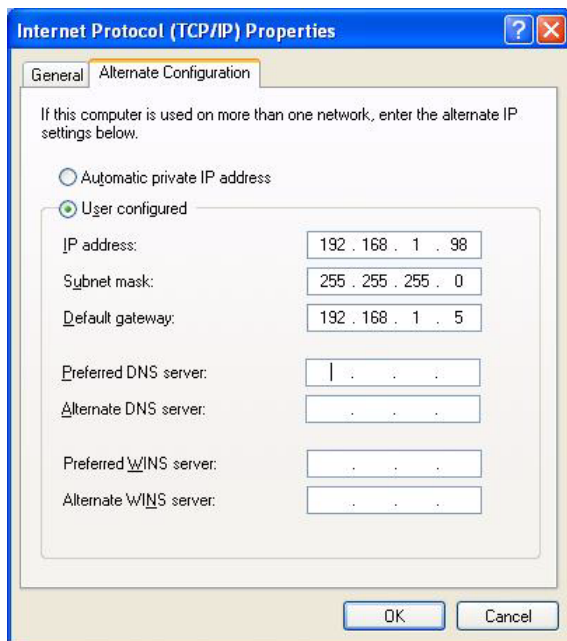 Internet Protocol (TCP/IP) Properties
General
Alternate Configuration
If this computer is used on more than one network, enter the alternate IP
settings below.
Automatic private IP address
User configured
IP address: 192 . 168 . 1 . 98
Subnet mask: 255 . 255 . 255 . 0
Default gateway: 192 . 168 . 1 . 5
Preferred DNS server: . . .
Alternate DNS server: . . .
Preferred WINS server: . . .
Alternate WINS server: . . .
OK Cancel